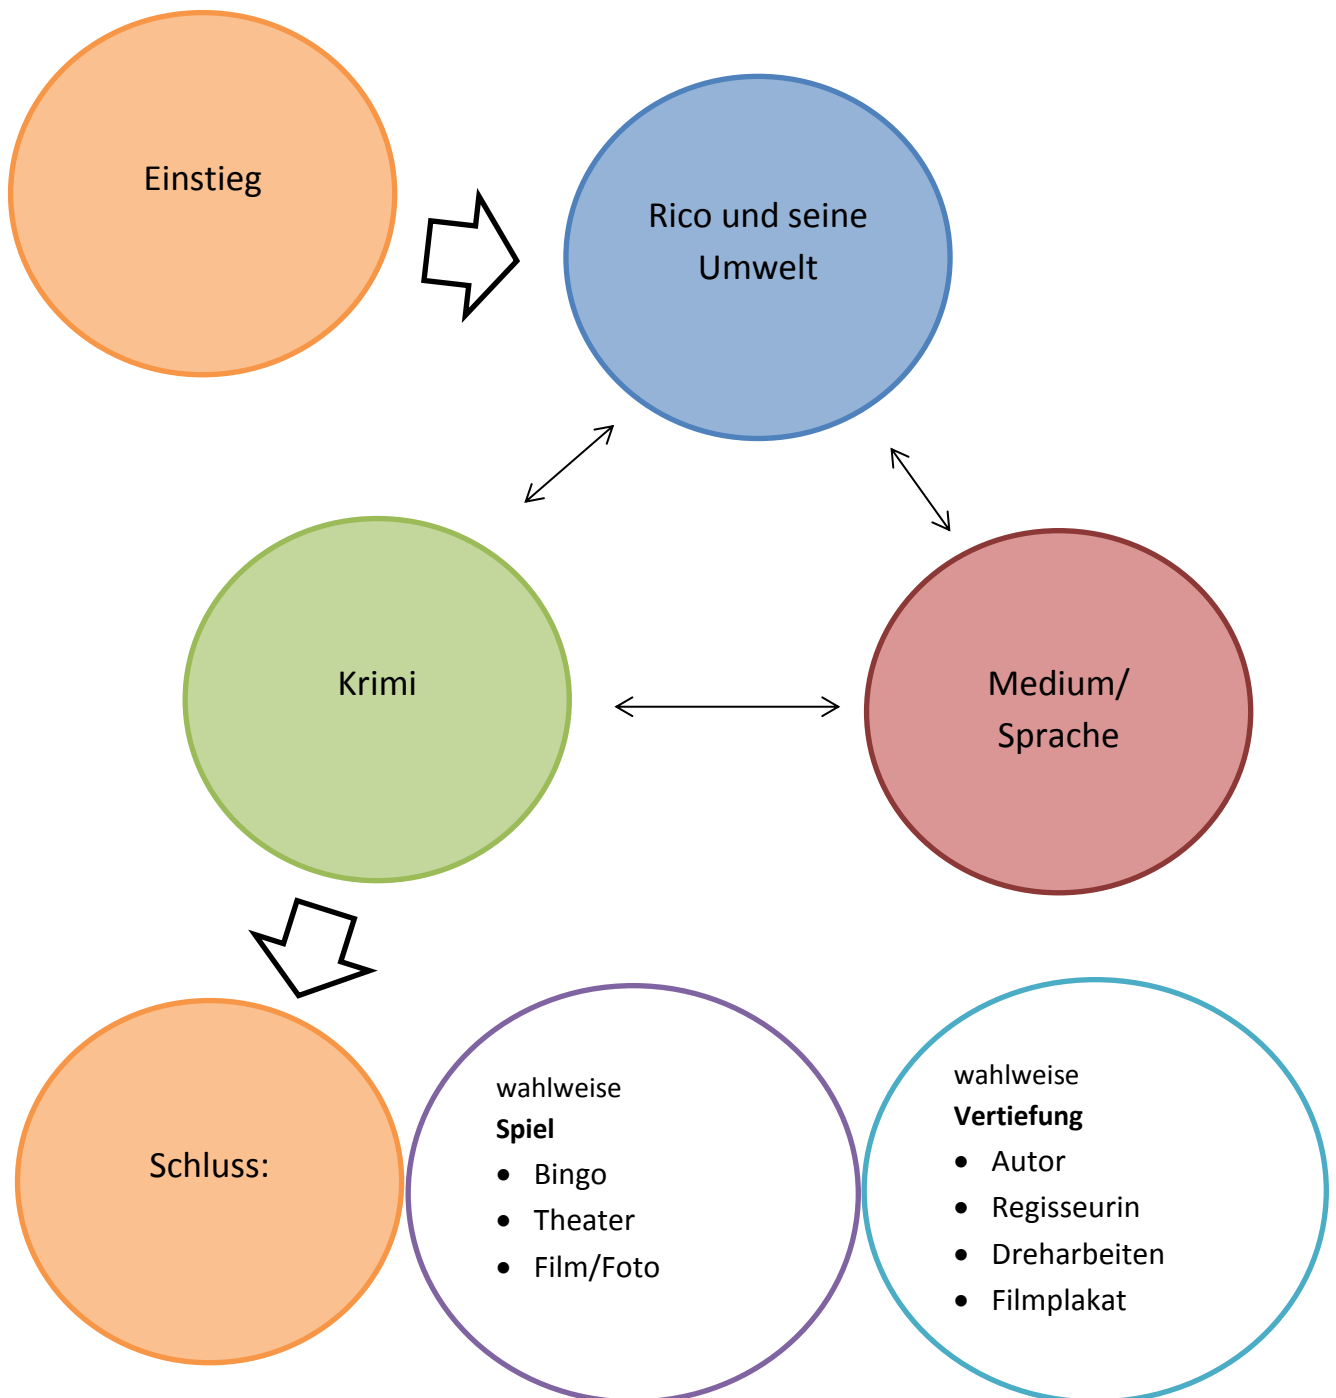 Einstieg
Rico und seine
Umwelt
Krimi
Medium/
Sprache
Schluss:
wahlweise
Spiel
• Bingo
• Theater
• Film/Foto
wahlweise
Vertiefung
• Autor
• Regisseurin
• Dreharbeiten
• Filmplakat